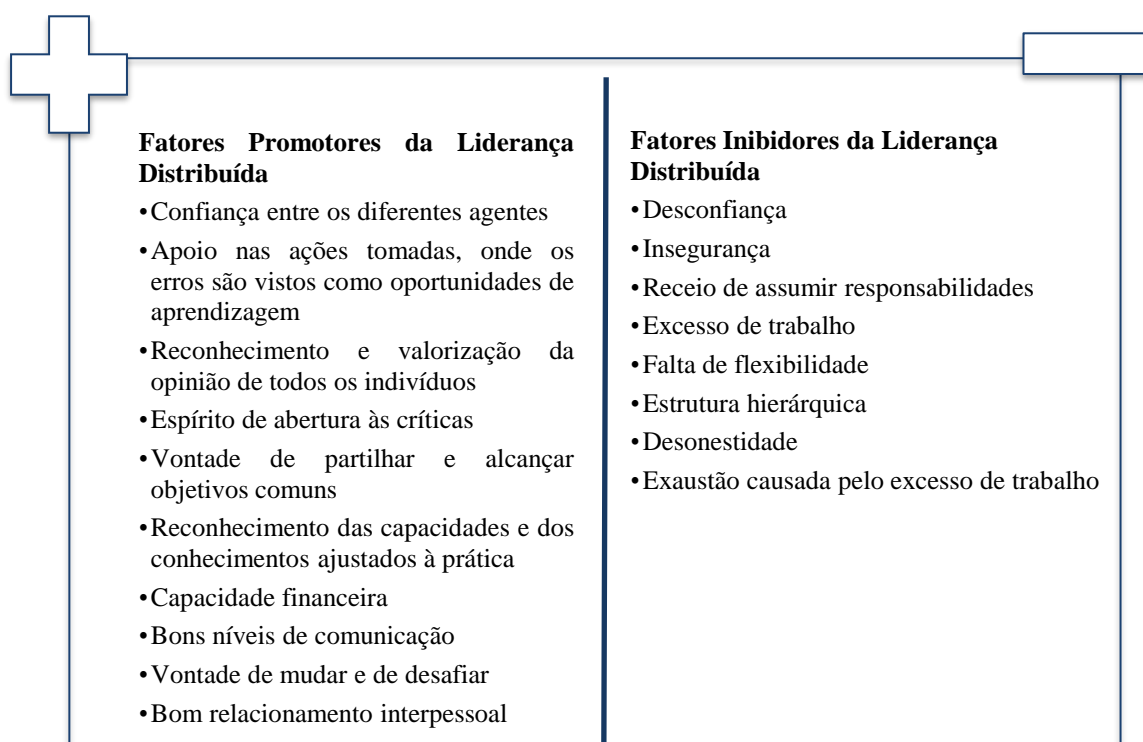 Fatores Promotores da Liderança
Distribuída
•Confiança entre os diferentes agentes
•Apoio nas ações tomadas, onde os
erros são vistos como oportunidades de
aprendizagem
•Reconhecimento e valorização da
opinião de todos os indivíduos
•Espírito de abertura às críticas
•Vontade de partilhar e alcançar
objetivos comuns
•Reconhecimento das capacidades e dos
conhecimentos ajustados à prática
•Capacidade financeira
•Bons níveis de comunicação
•Vontade de mudar e de desafiar
•Bom relacionamento interpessoal
Fatores Inibidores da Liderança
Distribuída
•Desconfiança
•Insegurança
•Receio de assumir responsabilidades
•Excesso de trabalho
•Falta de flexibilidade
•Estrutura hierárquica
•Desonestidade
•Exaustão causada pelo excesso de trabalho